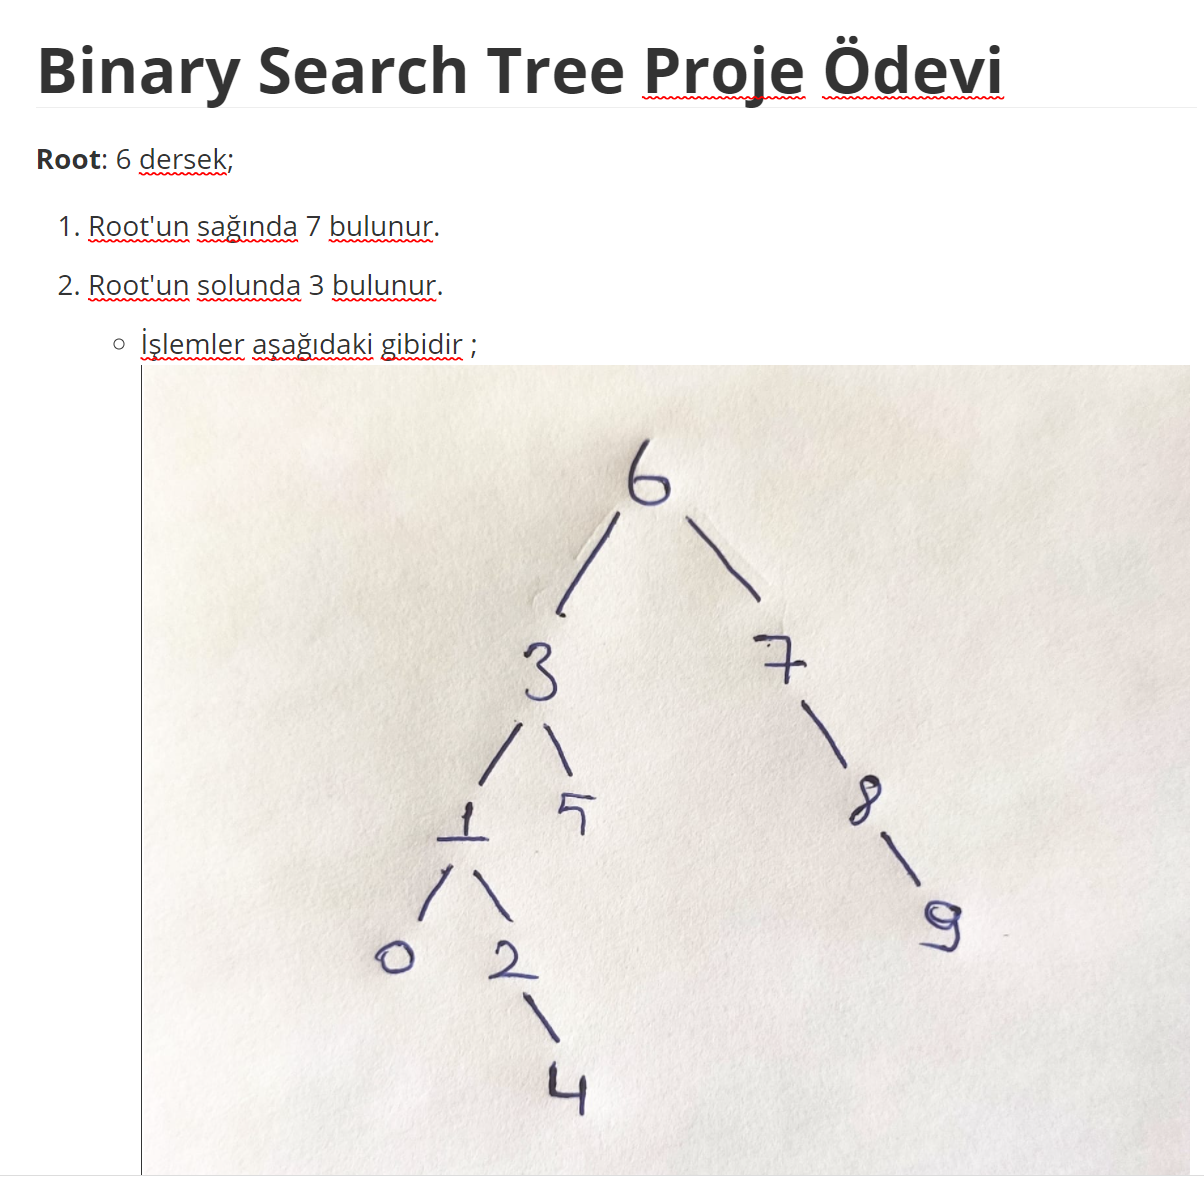 Binary Search Tree Proje Ödevi
Root: 6 dersek;
1. Root'un sağında 7 bulunur.
2. Root'un solunda 3 bulunur.
İşlemler aşağıdaki gibidir ;
6
3 7
1 5 8
0 2 9
4